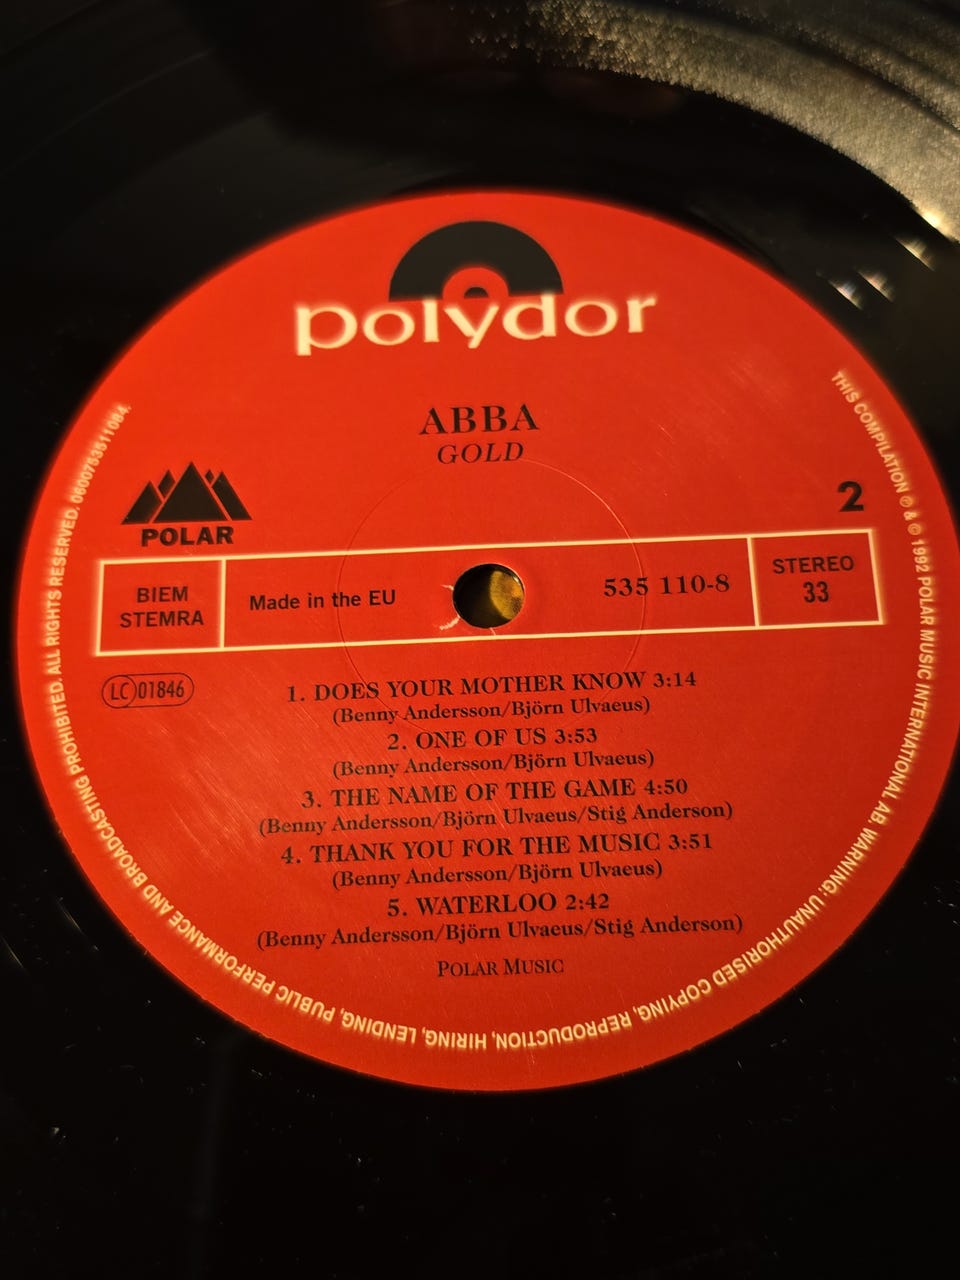 polydor
ABBA
GOLD
POLAR
2
BIEM
STEMRA
Made in the EU
535 110-8
STEREO
33
LC 01846
1. DOES YOUR MOTHER KNOW 3:14
(Benny Andersson/Björn Ulvaeus)
2. ONE OF US 3:53
(Benny Andersson/Björn Ulvaeus)
3. THE NAME OF THE GAME 4:50
(Benny Andersson/Björn Ulvaeus/Stig Anderson)
4. THANK YOU FOR THE MUSIC 3:51
(Benny Andersson/Björn Ulvaeus)
5. WATERLOO 2:42
(Benny Andersson/Björn Ulvaeus/Stig Anderson)
POLAR MUSIC
THIS COMPILATION ℗ & © 1992 POLAR MUSIC INTERNATIONAL AB. WARNING: UNAUTHORISED COPYING, REPRODUCTION, HIRING, LENDING, PUBLIC PERFORMANCE AND BROADCASTING PROHIBITED. ALL RIGHTS RESERVED. 0600753511084.